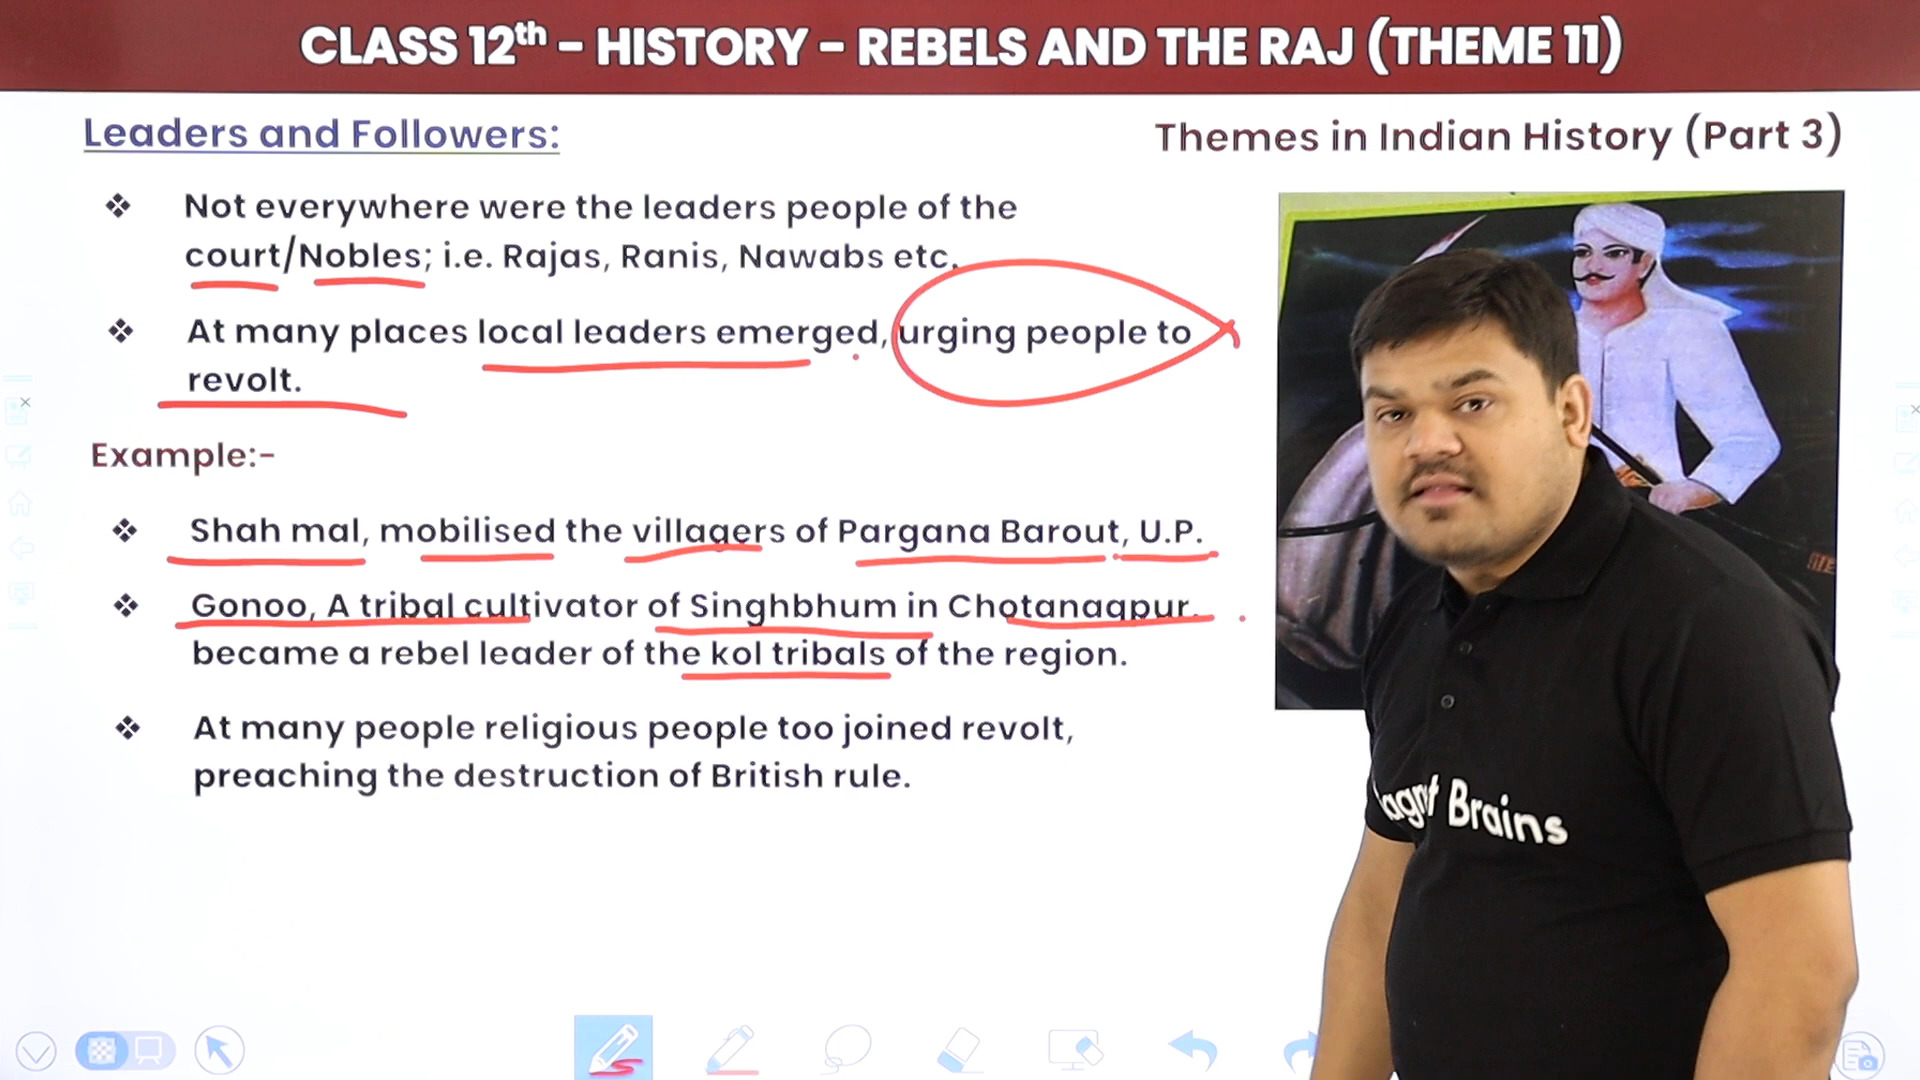 CLASS 12th – HISTORY – REBELS AND THE RAJ (THEME 11)
Leaders and Followers:
Themes in Indian History (Part 3)
❖ Not everywhere were the leaders people of the
court/Nobles; i.e. Rajas, Ranis, Nawabs etc.
❖ At many places local leaders emerged, urging people to
revolt.
Example:-
❖ Shah mal, mobilised the villagers of Pargana Barout, U.P.
❖ Gonoo, A tribal cultivator of Singhbhum in Chotanagpur.
became a rebel leader of the kol tribals of the region.
❖ At many people religious people too joined revolt,
preaching the destruction of British rule.
Brains